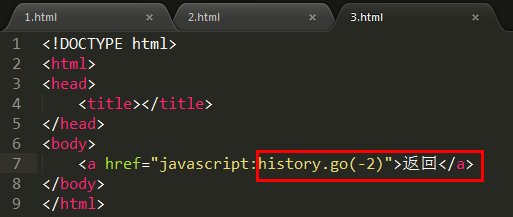 1.html × 2.html × 3.html ×
1 <!DOCTYPE html>
2 <html>
3 <head>
4     <title></title>
5 </head>
6 <body>
7     <a href="javascript:history.go(-2)">返回</a>
8 </body>
9 </html>